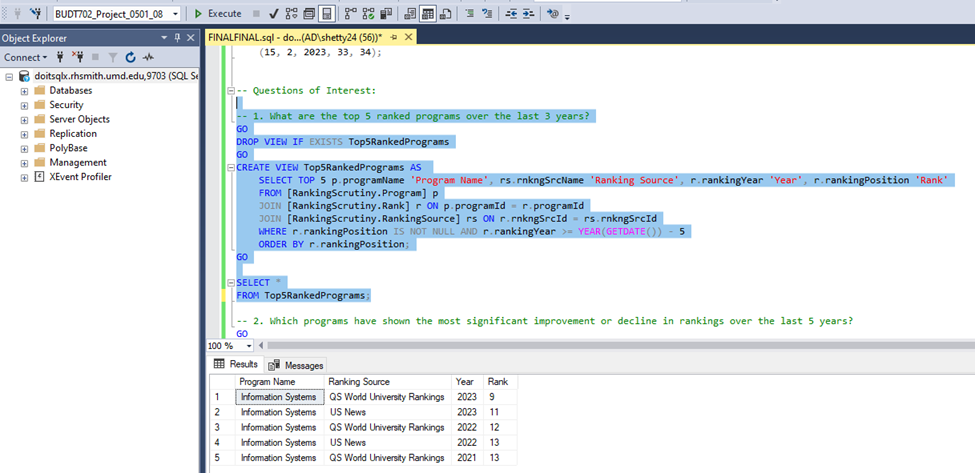 BUDT702_Project_0501_08
Execute
Object Explorer
FINALFINAL.sql - do...(AD\shetty24 (56))*
Connect
doitsqlx.rhsmith.umd.edu,9703 (SQL Se
Databases
Security
Server Objects
Replication
PolyBase
Management
XEvent Profiler
(15, 2, 2023, 33, 34);
-- Questions of Interest:
-- 1. What are the top 5 ranked programs over the last 3 years?
GO
DROP VIEW IF EXISTS Top5RankedPrograms
GO
CREATE VIEW Top5RankedPrograms AS
SELECT TOP 5 p.programName 'Program Name', rs.rnkngSrcName 'Ranking Source', r.rankingYear 'Year', r.rankingPosition 'Rank'
FROM [RankingScrutiny.Program] p
JOIN [RankingScrutiny.Rank] r ON p.programId = r.programId
JOIN [RankingScrutiny.RankingSource] rs ON r.rnkngSrcId = rs.rnkngSrcId
WHERE r.rankingPosition IS NOT NULL AND r.rankingYear >= YEAR(GETDATE()) - 5
ORDER BY r.rankingPosition;
GO
SELECT *
FROM Top5RankedPrograms;
-- 2. Which programs have shown the most significant improvement or decline in rankings over the last 5 years?
GO
100 %
Results Messages
Program Name Ranking Source Year Rank
1 Information Systems QS World University Rankings 2023 9
2 Information Systems US News 2023 11
3 Information Systems QS World University Rankings 2022 12
4 Information Systems US News 2022 13
5 Information Systems QS World University Rankings 2021 13